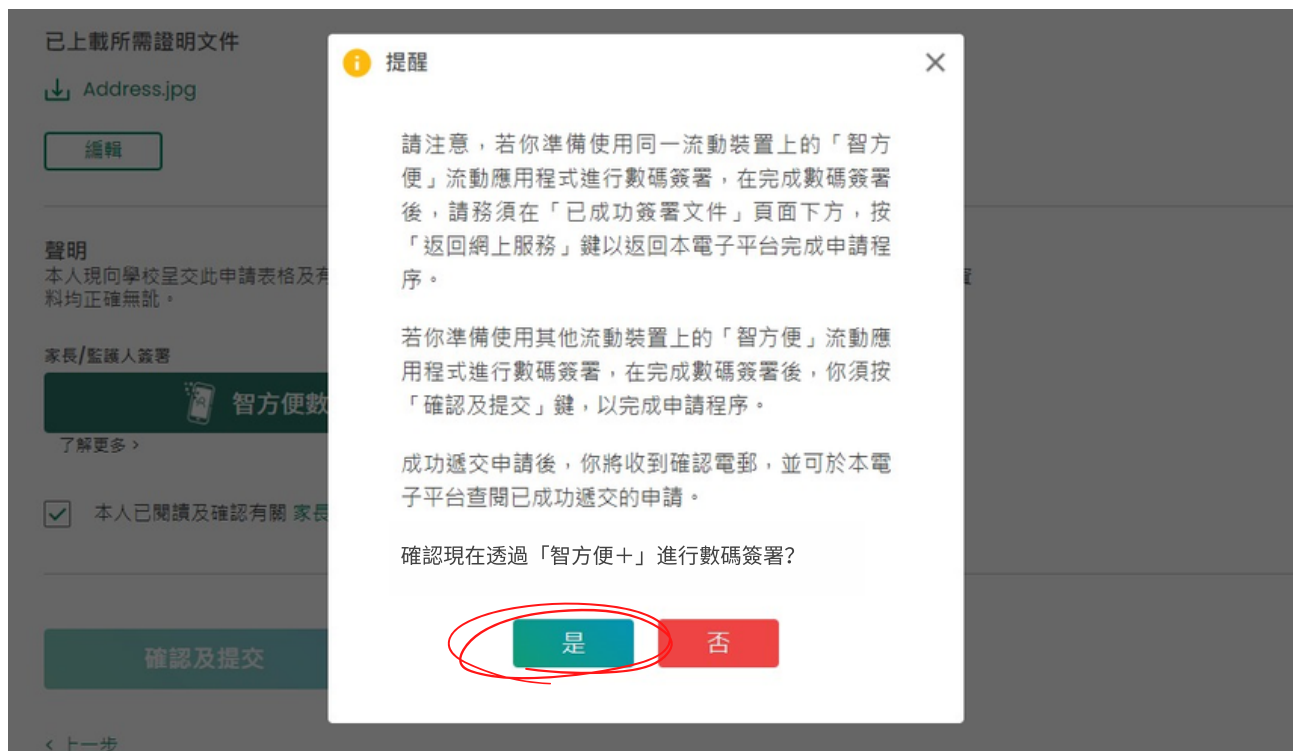 已上載所需證明文件
Address.jpg
編輯
聲明
本人現向學校呈交此申請表格及有
料均正確無訛。
家長/監護人簽署
智方便數
了解更多 >
本人已閱讀及確認有關 家長
確認及提交
< 上一步
提醒
請注意，若你準備使用同一流動裝置上的「智方
便」流動應用程式進行數碼簽署，在完成數碼簽署
後，請務須在「已成功簽署文件」頁面下方，按
「返回網上服務」鍵以返回本電子平台完成申請程
序。
若你準備使用其他流動裝置上的「智方便」流動應
用程式進行數碼簽署，在完成數碼簽署後，你須按
「確認及提交」鍵，以完成申請程序。
成功遞交申請後，你將收到確認電郵，並可於本電
子平台查閱已成功遞交的申請。
確認現在透過「智方便＋」進行數碼簽署?
是
否